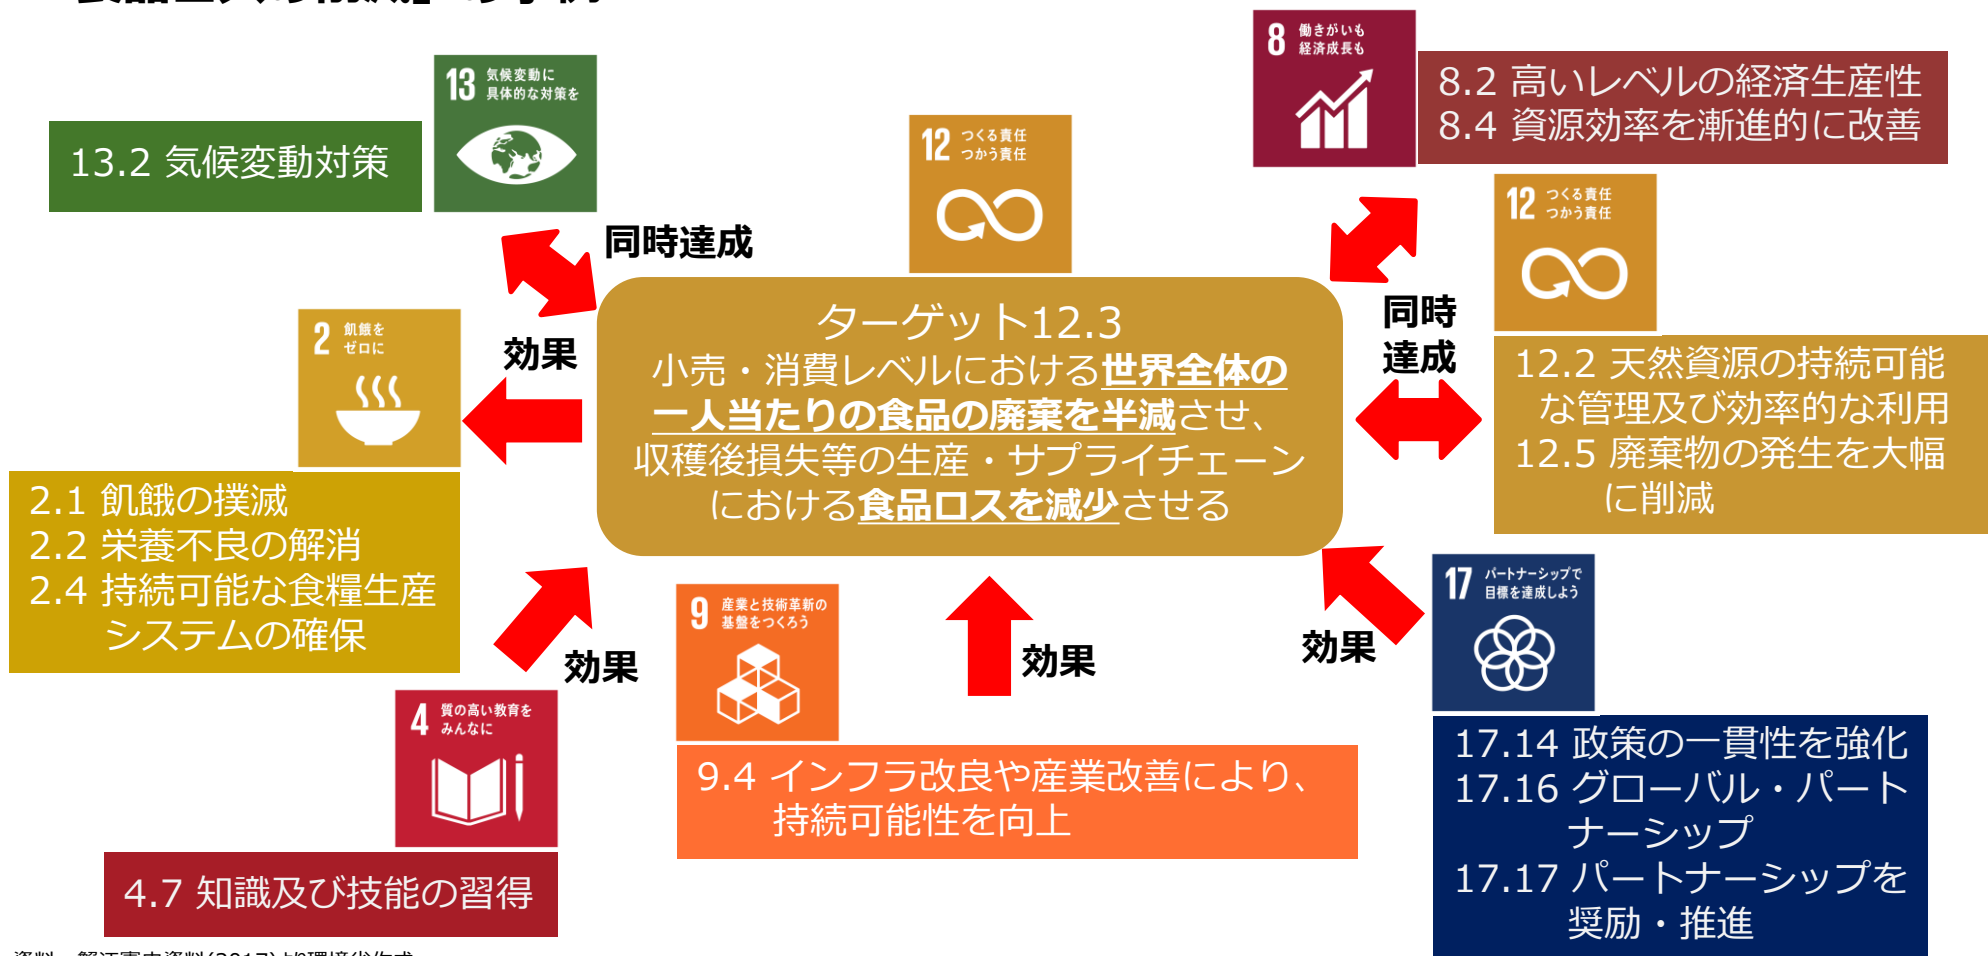 13 気候変動に
具体的な対策を
13.2 気候変動対策
12 つくる責任
つかう責任
8 働きがいも
経済成長も
8.2 高いレベルの経済生産性
8.4 資源効率を漸進的に改善
同時達成
同時
達成
12 つくる責任
つかう責任
12.2 天然資源の持続可能
な管理及び効率的な利用
12.5 廃棄物の発生を大幅
に削減
ターゲット12.3
小売・消費レベルにおける世界全体の
一人当たりの食品の廃棄を半減させ、
収穫後損失等の生産・サプライチェーン
における食品ロスを減少させる
2 飢餓を
ゼロに
効果
2.1 飢餓の撲滅
2.2 栄養不良の解消
2.4 持続可能な食糧生産
システムの確保
効果
4 質の高い教育を
みんなに
4.7 知識及び技能の習得
9 産業と技術革新の
基盤をつくろう
効果
9.4 インフラ改良や産業改善により、
持続可能性を向上
効果
17 パートナーシップで
目標を達成しよう
17.14 政策の一貫性を強化
17.16 グローバル・パート
ナーシップ
17.17 パートナーシップを
奨励・推進